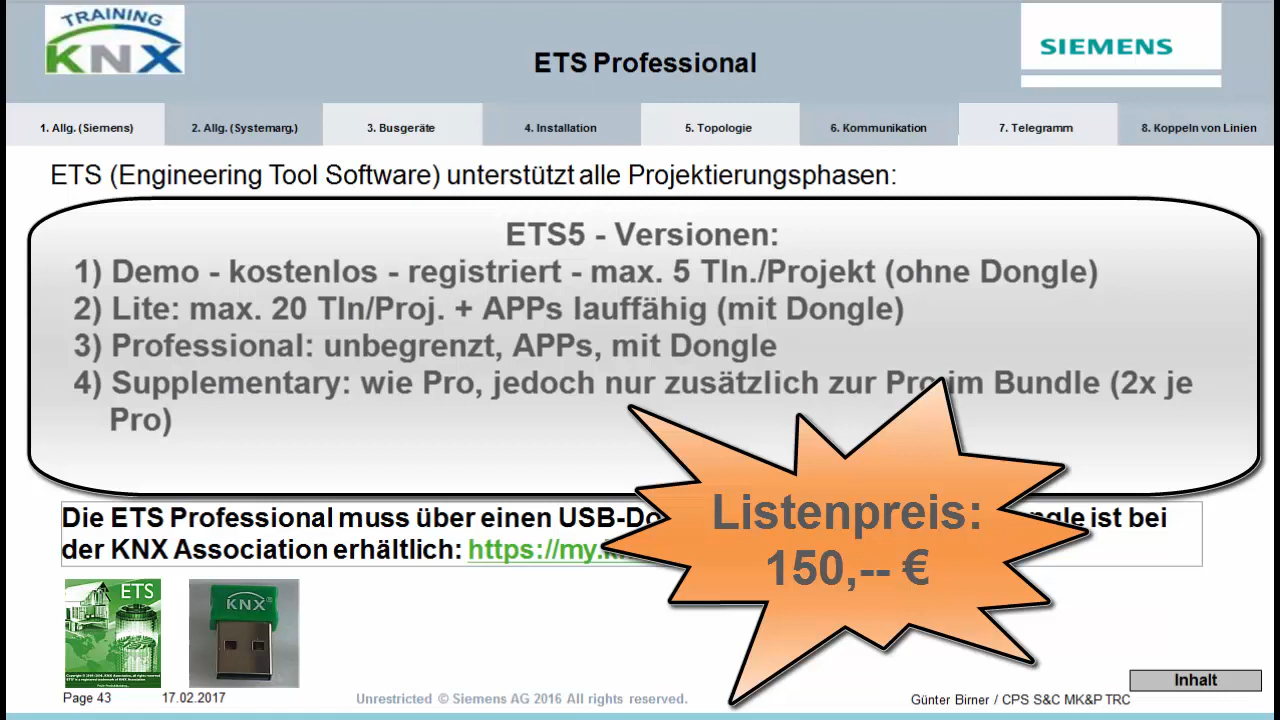 TRAINING
KNX
ETS Professional
SIEMENS
1. Allg. (Siemens)
2. Allg. (Systemarg.)
3. Busgeräte
4. Installation
5. Topologie
6. Kommunikation
7. Telegramm
8. Koppeln von Linien
ETS (Engineering Tool Software) unterstützt alle Projektierungsphasen:
ETS5 - Versionen:
1) Demo - kostenlos - registriert - max. 5 Tln./Projekt (ohne Dongle)
2) Lite: max. 20 Tln/Proj. + APPs lauffähig (mit Dongle)
3) Professional: unbegrenzt, APPs, mit Dongle
4) Supplementary: wie Pro, jedoch nur zusätzlich zur Pro im Bundle (2x je
Pro)
Die ETS Professional muss über einen ist bei
der KNX Association erhältlich:
Listenpreis:
150,-- €
ETS
KNX
Page 43
17.02.2017
Unrestricted © Siemens AG 2016 All rights reserved.
Günter Birner / CPS S&C MK&P TRC
Inhalt